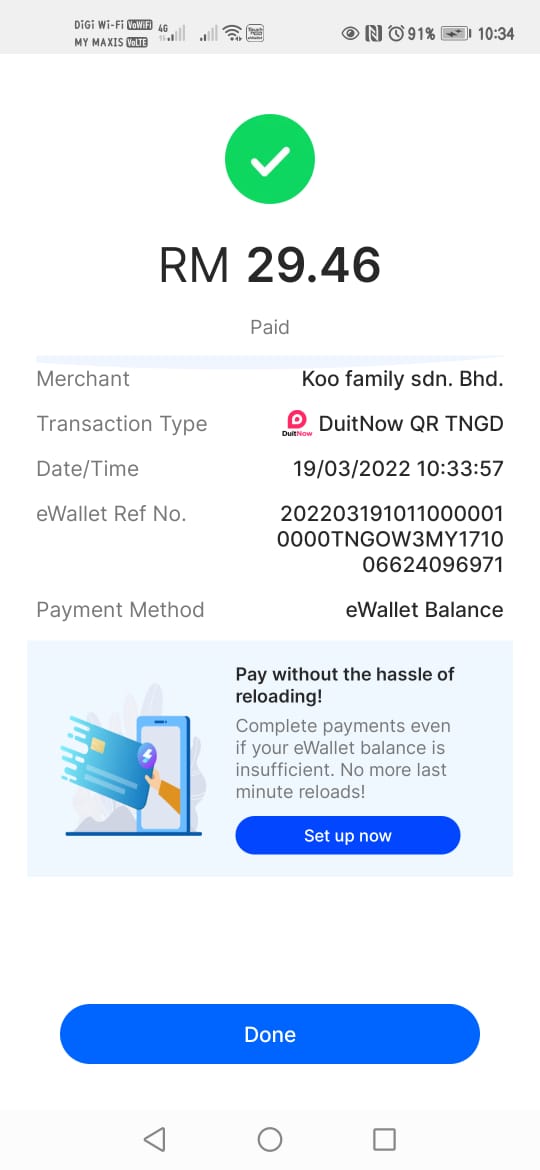 DiGi Wi-Fi VoWiFi 4G 91% 10:34
MY MAXIS VoLTE
RM 29.46
Paid
Merchant Koo family sdn. Bhd.
Transaction Type DuitNow DuitNow QR TNGD
Date/Time 19/03/2022 10:33:57
eWallet Ref No. 202203191011000001
0000TNGOW3MY1710
06624096971
Payment Method eWallet Balance
Pay without the hassle of
reloading!
Complete payments even
if your eWallet balance is
insufficient. No more last
minute reloads!
Set up now
Done